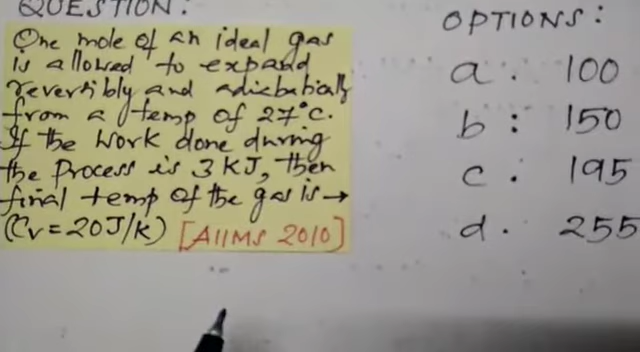 QUESTION:
One mole of an ideal gas
is allowed to expand
reversibly and adiabatically
from a temp of 27°C.
If the work done during
the Process is 3 KJ, then
final temp of the gas is →
(Cv = 20J/K) [AIIMS 2010]
OPTIONS:
a. 100
b: 150
c. 195
d. 255